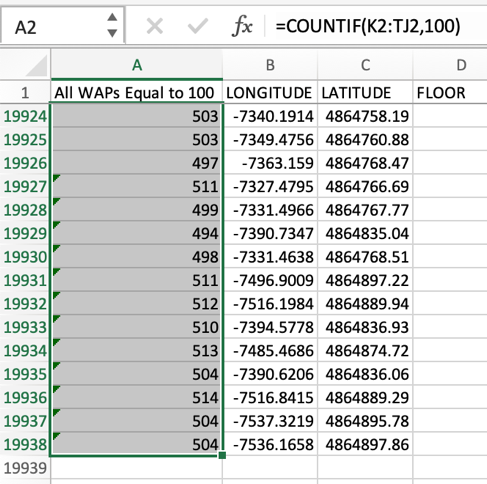 A2 fx =COUNTIF(K2:TJ2,100)
A B C D
1 All WAPs Equal to 100 LONGITUDE LATITUDE FLOOR
19924 503 -7340.1914 4864758.19
19925 503 -7349.4756 4864760.88
19926 497 -7363.159 4864768.47
19927 511 -7327.4795 4864766.69
19928 499 -7331.4966 4864767.77
19929 494 -7390.7347 4864835.04
19930 498 -7331.4638 4864768.51
19931 511 -7496.9009 4864897.22
19932 512 -7516.1984 4864889.94
19933 510 -7394.5778 4864836.93
19934 513 -7485.4686 4864874.72
19935 504 -7390.6206 4864836.06
19936 514 -7516.8415 4864889.29
19937 504 -7537.3219 4864895.78
19938 504 -7536.1658 4864897.86
19939